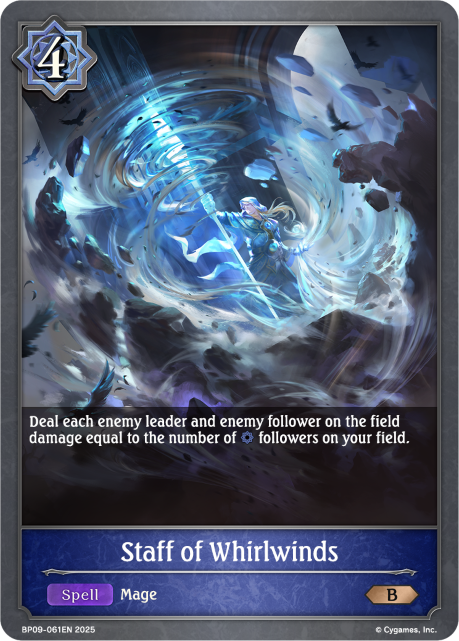 4
Deal each enemy leader and enemy follower on the field
damage equal to the number of followers on your field.
Staff of Whirlwinds
Spell Mage B
BP09-061EN 2025 © Cygames, Inc.